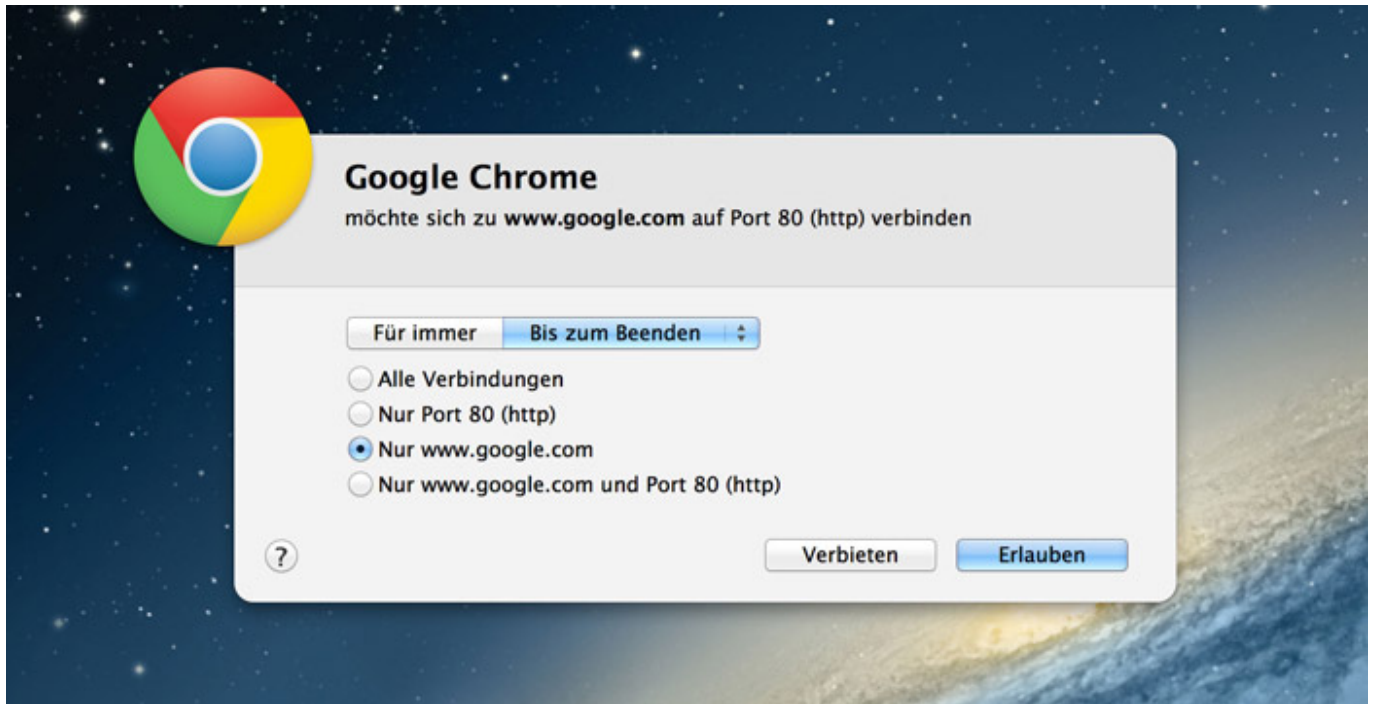 Google Chrome
möchte sich zu www.google.com auf Port 80 (http) verbinden
Für immer Bis zum Beenden
Alle Verbindungen
Nur Port 80 (http)
Nur www.google.com
Nur www.google.com und Port 80 (http)
? Verbieten Erlauben